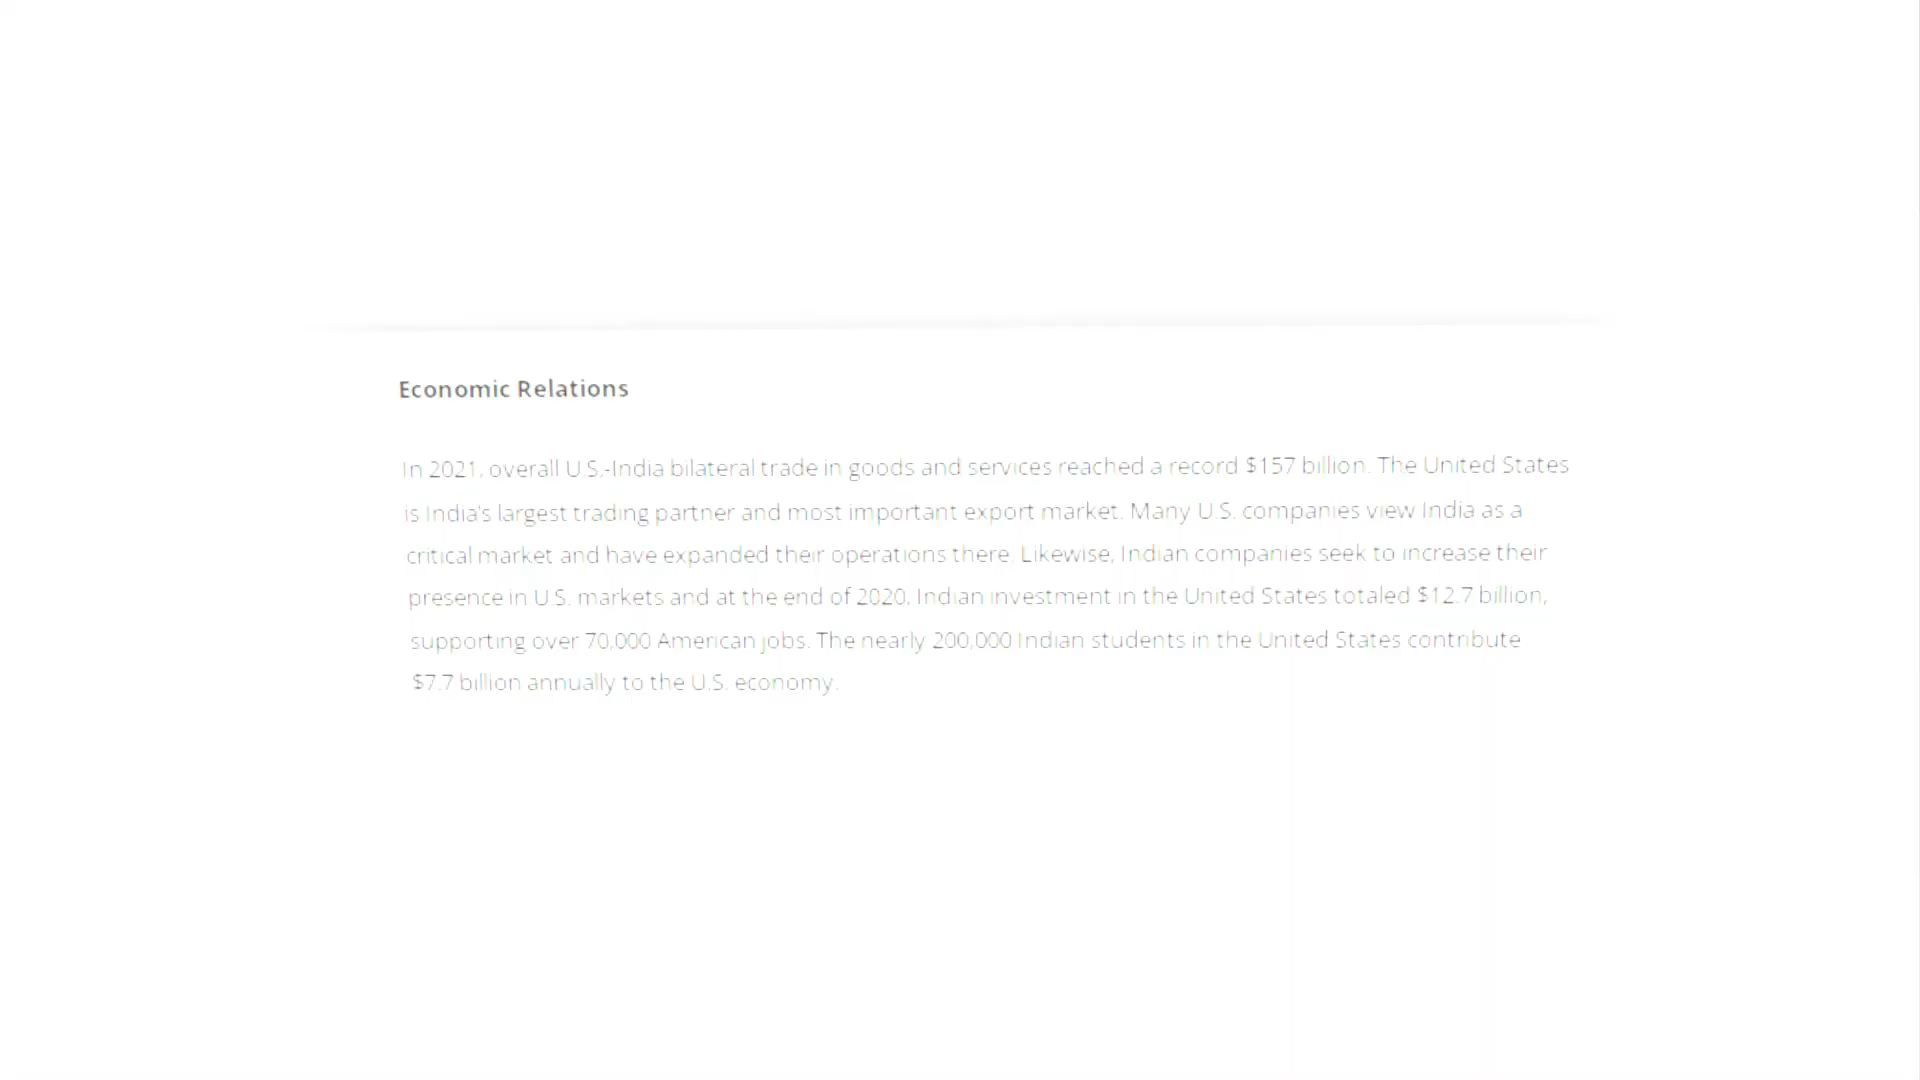 Economic Relations
In 2021, overall U.S.-India bilateral trade in goods and services reached a record $157 billion. The United States
is India's largest trading partner and most important export market. Many U.S. companies view India as a
critical market and have expanded their operations there. Likewise, Indian companies seek to increase their
presence in U.S. markets and at the end of 2020, Indian investment in the United States totaled $12.7 billion,
supporting over 70,000 American jobs. The nearly 200,000 Indian students in the United States contribute
$7.7 billion annually to the U.S. economy.